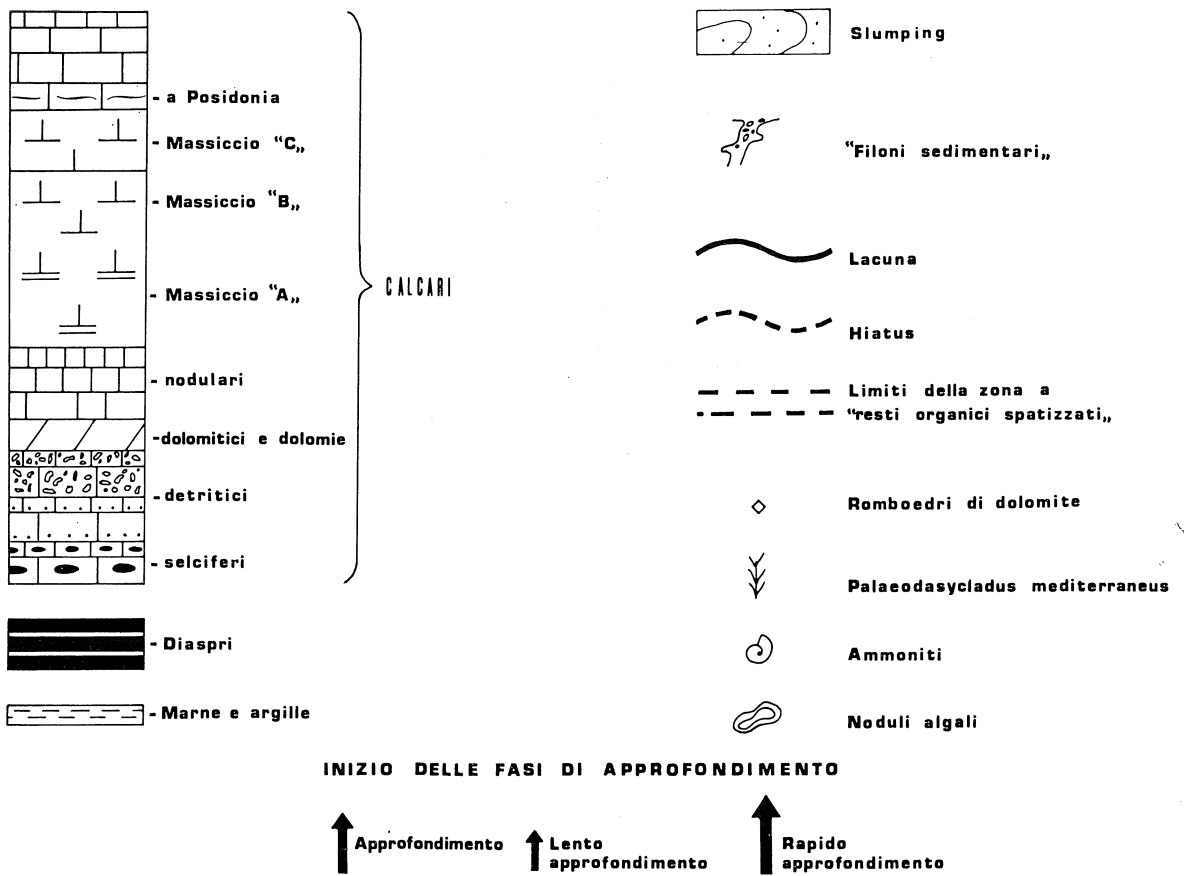 - a Posidonia
- Massiccio “C„
- Massiccio “B„
- Massiccio “A„
- nodulari
- dolomitici e dolomie
- detritici
- selciferi
CALCARI
- Diaspri
- Marne e argille
Slumping
“Filoni sedimentari„
Lacuna
Hiatus
Limiti della zona a
“resti organici spatizzati„
Romboedri di dolomite
Palaeodasycladus mediterraneus
Ammoniti
Noduli algali
INIZIO DELLE FASI DI APPROFONDIMENTO
Approfondimento
Lento
approfondimento
Rapido
approfondimento